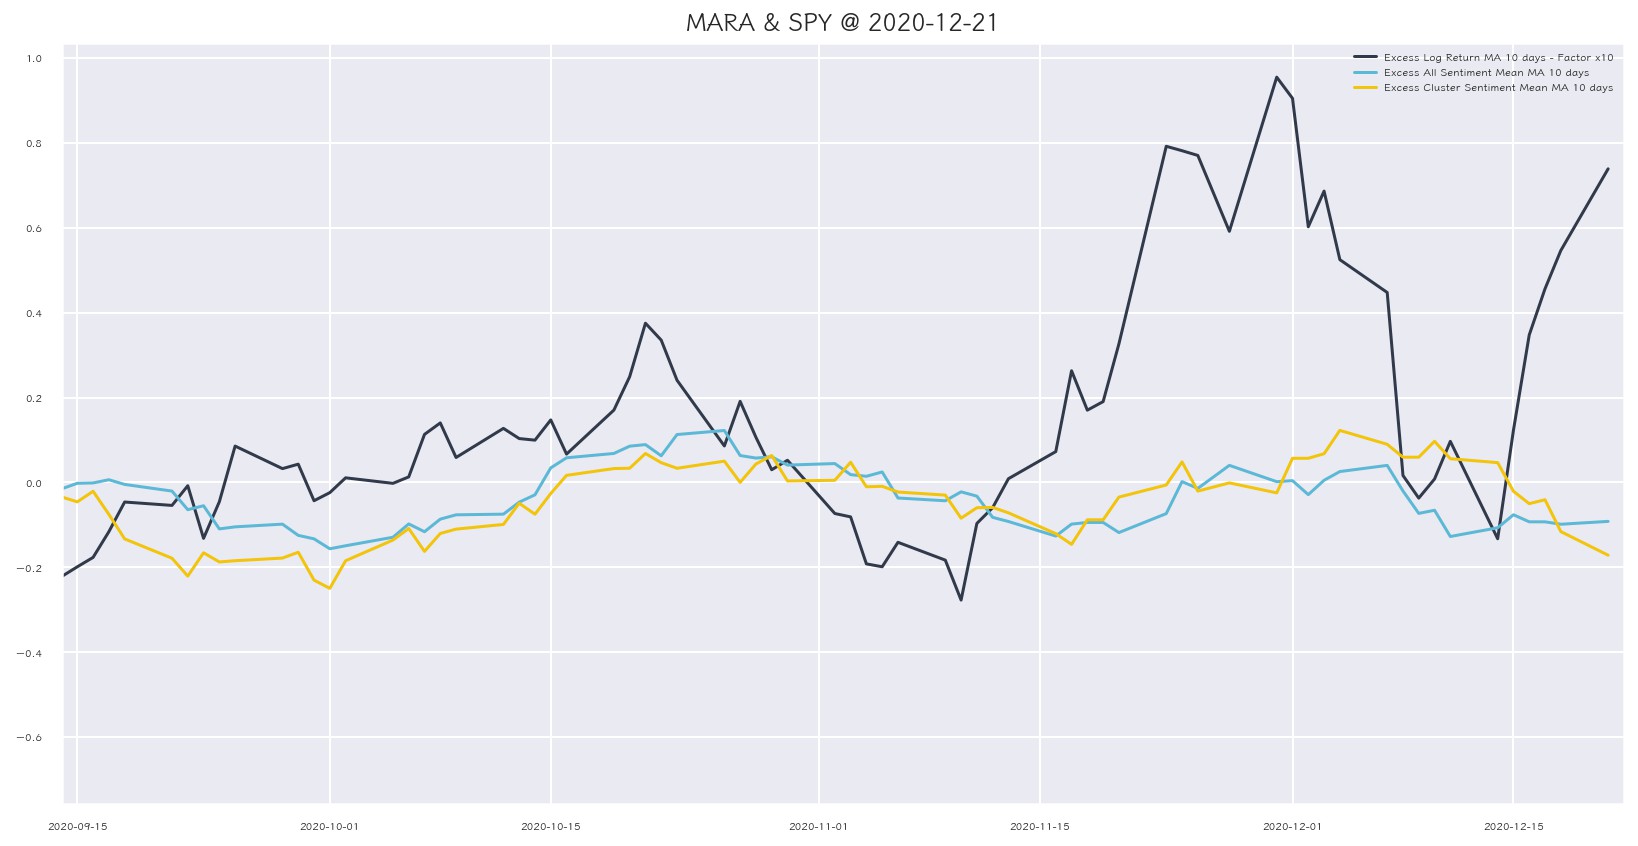 MARA & SPY @ 2020-12-21
Excess Log Return MA 10 days - Factor x10
Excess All Sentiment Mean MA 10 days
Excess Cluster Sentiment Mean MA 10 days
1.0
0.8
0.6
0.4
0.2
0.0
−0.2
−0.4
−0.6
2020-09-15 2020-10-01 2020-10-15 2020-11-01 2020-11-15 2020-12-01 2020-12-15